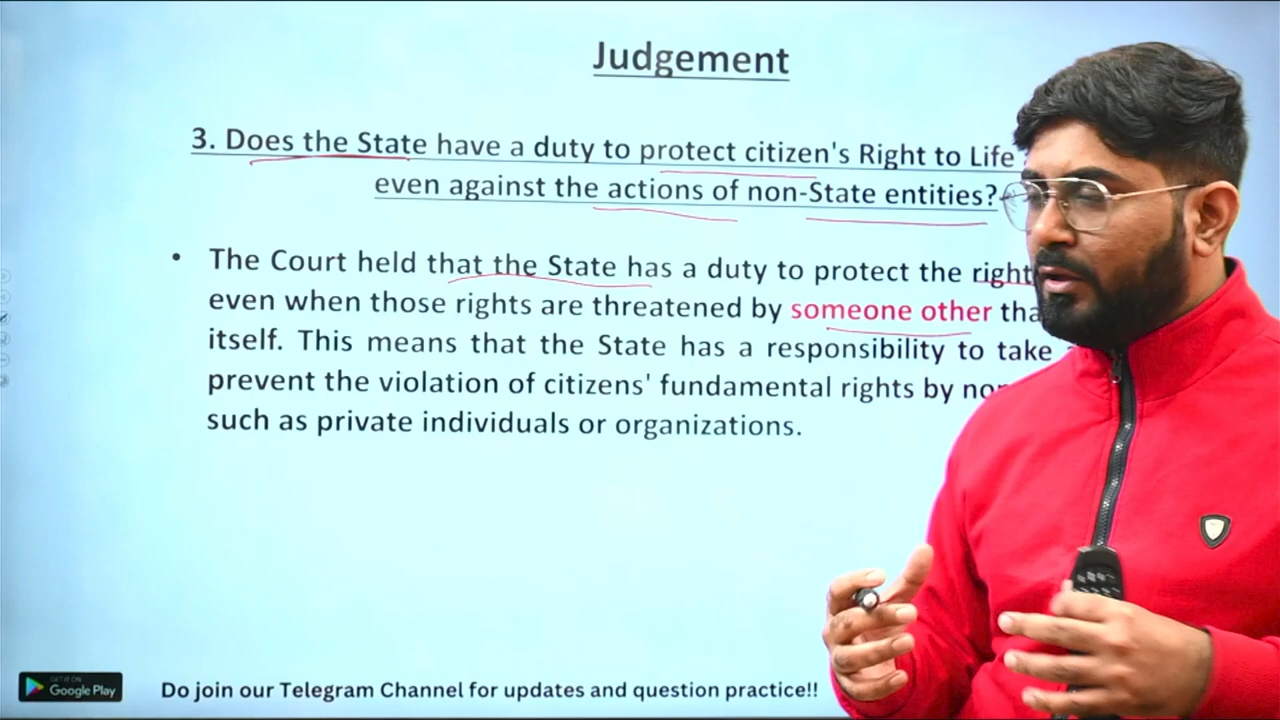 Judgement
3. Does the State have a duty to protect citizen's Right to Life
even against the actions of non-State entities?
• The Court held that the State has a duty to protect the right
even when those rights are threatened by someone other
itself. This means that the State has a responsibility to take
prevent the violation of citizens' fundamental rights by
such as private individuals or organizations.
GET IT ON
Google Play
Do join our Telegram Channel for updates and question practice!!